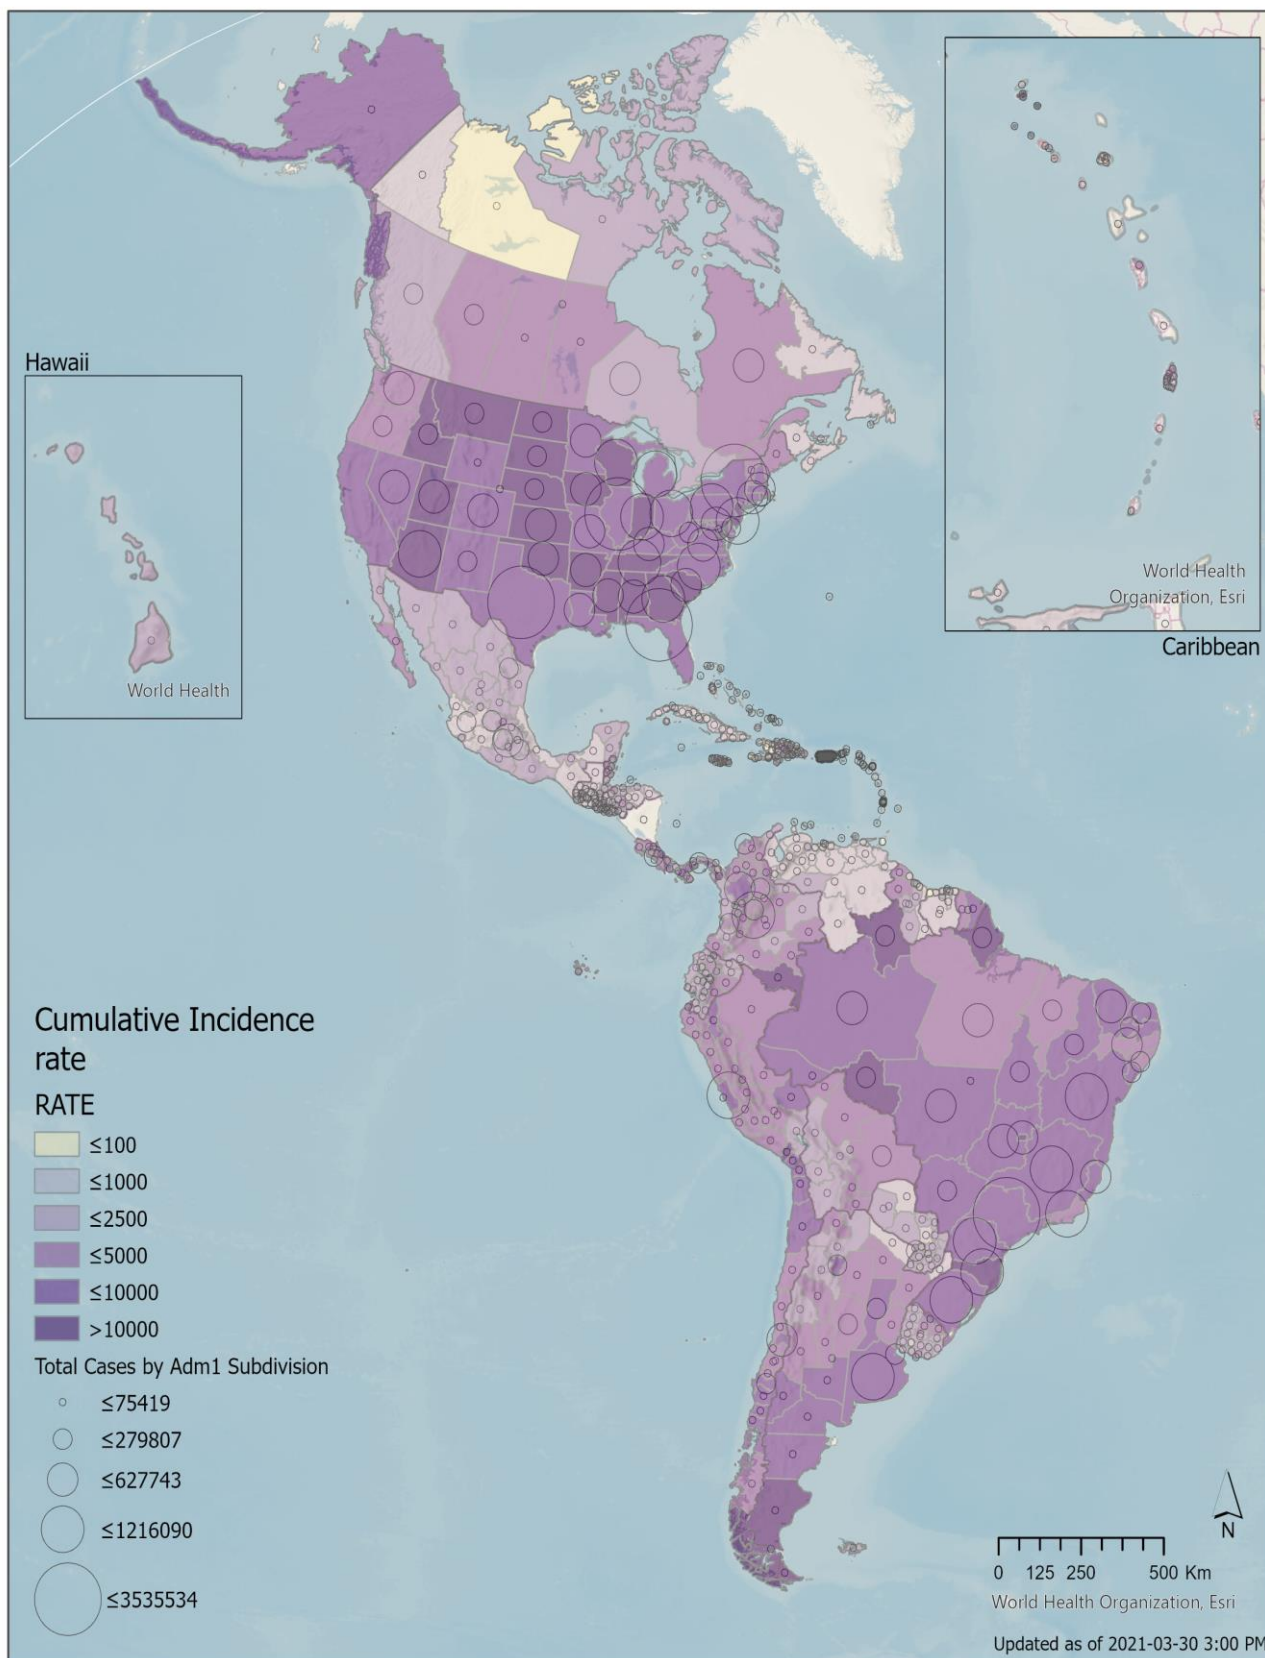 Hawaii
World Health
World Health
Organization, Esri
Caribbean
Cumulative Incidence
rate
RATE
≤100
≤1000
≤2500
≤5000
≤10000
>10000
Total Cases by Adm1 Subdivision
≤75419
≤279807
≤627743
≤1216090
≤3535534
N
0 125 250 500 Km
World Health Organization, Esri
Updated as of 2021-03-30 3:00 PM